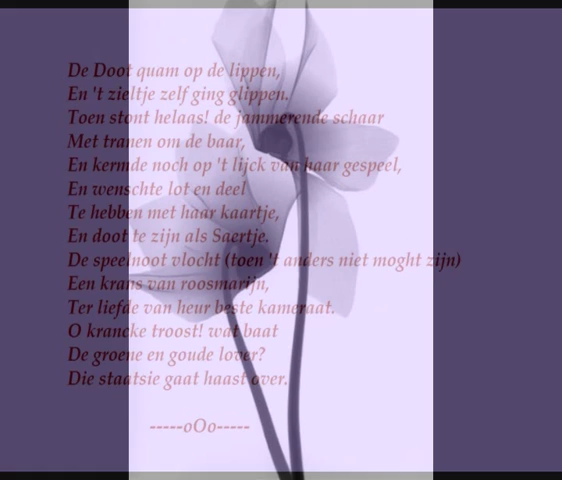 De Doot quam op de lippen,
En 't zieltje zelf ging glippen.
Toen stont helaas! de jammerende schaar
Met tranen om de baar,
En kermde noch op 't lijck van haar gespeel,
En wenschte lot en deel
Te hebben met haar kaartje,
En doot te zijn als Saertje.
De speelnoot vlocht (toen 't anders niet moght zijn)
Een krans van roosmarijn,
Ter liefde van heur beste kameraat.
O krancke troost! wat baat
De groene en goude lover?
Die staatsie gaat haast over.
-----oOo-----